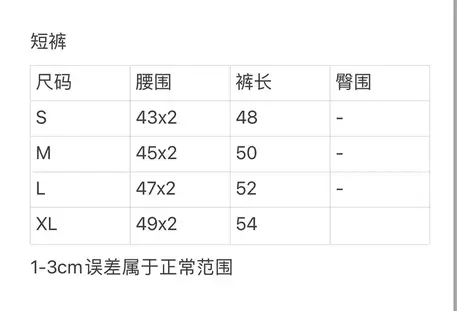 短裤
尺码 腰围 裤长 臀围
S 43x2 48 -
M 45x2 50 -
L 47x2 52 -
XL 49x2 54
1-3cm误差属于正常范围